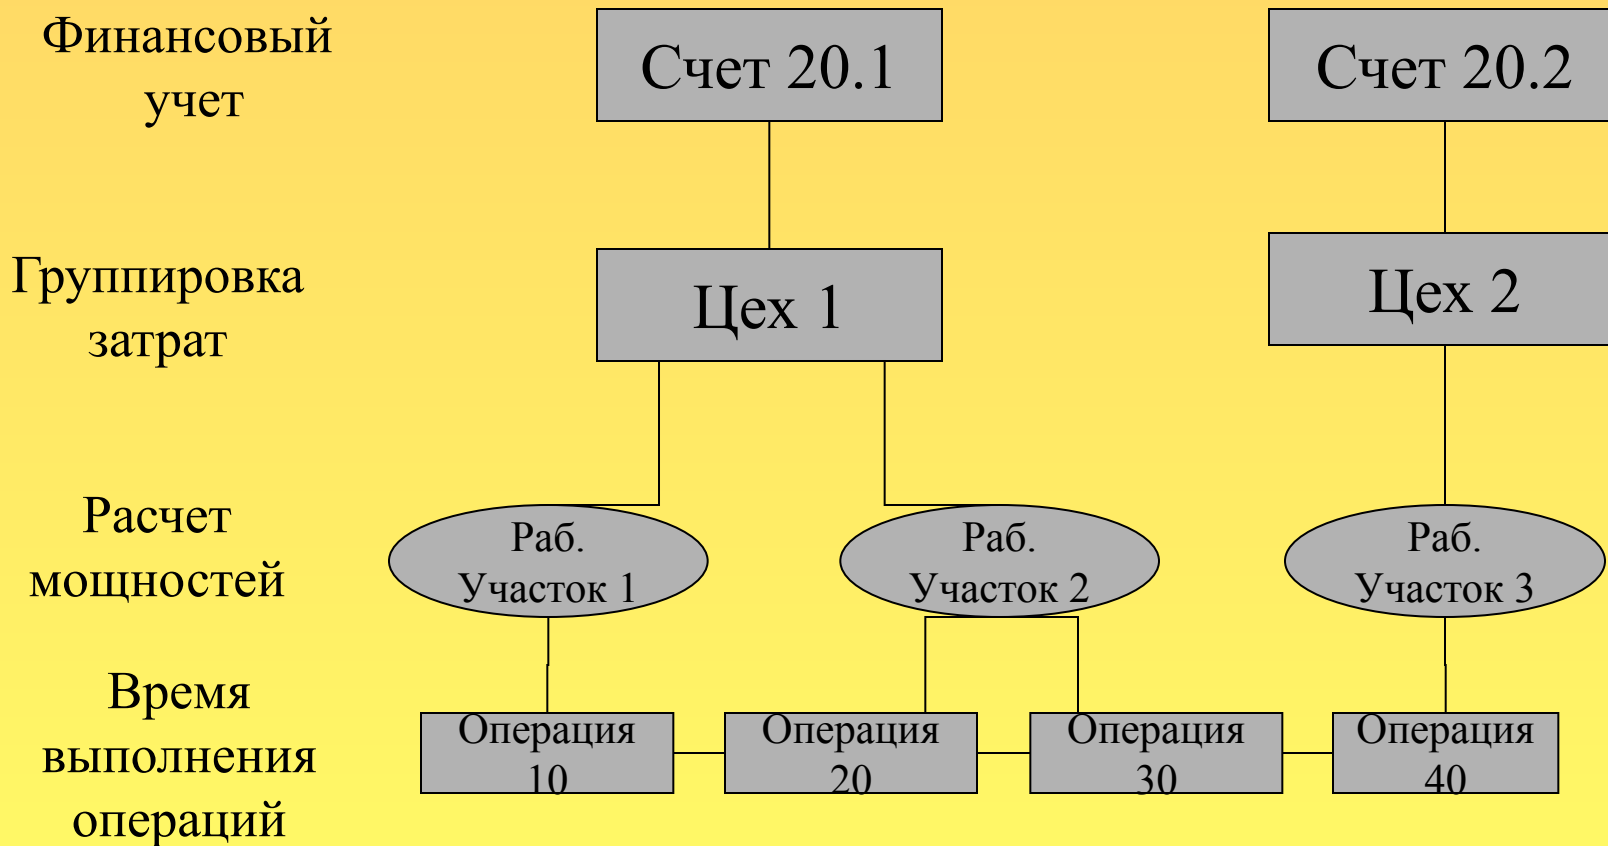 Финансовый
учет
Счет 20.1
Счет 20.2
Группировка
затрат
Цех 1
Цех 2
Расчет
мощностей
Раб.
Участок 1
Раб.
Участок 2
Раб.
Участок 3
Время
выполнения
операций
Операция
10
Операция
20
Операция
30
Операция
40